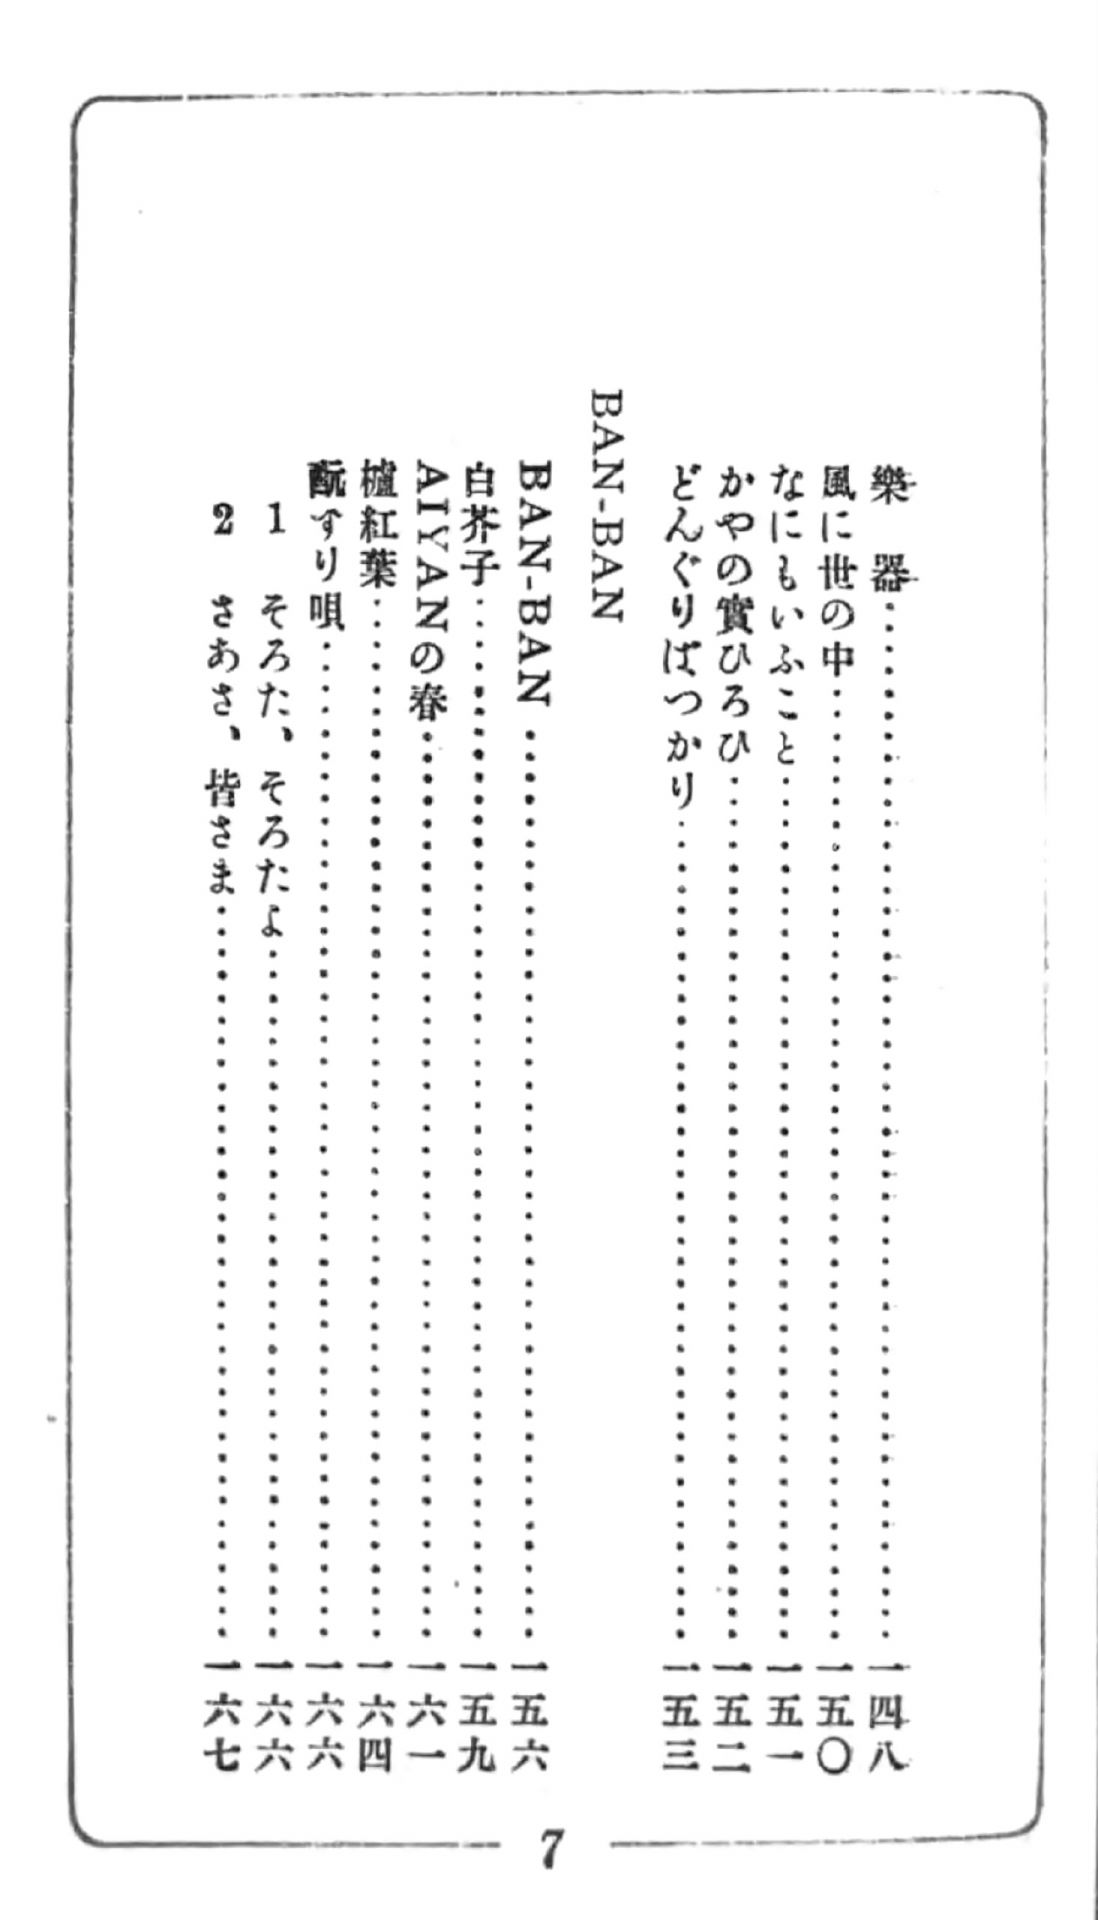 樂器……一四八
風に世の中……一五〇
なにもいふこと……一五一
かやの實ひろひ……一五二
どんぐりばつかり……一五三
BAN-BAN
BAN-BAN……一五六
白芥子……一五九
AIYANの春……一六一
櫨紅葉……一六四
酛すり唄……一六六
1 そろた、そろたよ……一六六
2 さあさ、皆さま……一六七
7